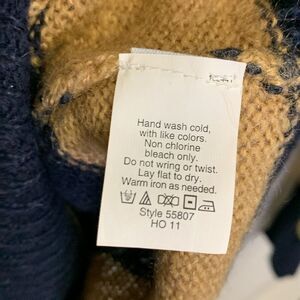 Hand wash cold,
with like colors.
Non chlorine
bleach only.
Do not wring or twist.
Lay flat to dry.
Warm iron as needed.
Style 55807
HO 11